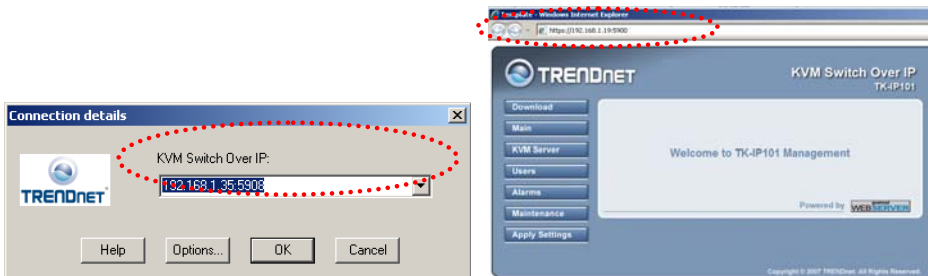 Connection details
TRENDNET
KVM Switch Over IP:
192.168.1.35:5908
Help
Options...
OK
Cancel
Template - Windows Internet Explorer
https://192.168.1.19:5900
TRENDNET
KVM Switch Over IP
TK-IP101
Download
Main
KVM Server
Users
Alarms
Maintenance
Apply Settings
Welcome to TK-IP101 Management
Powered by WEBSERVER
Copyright © 2007 TRENDnet. All Rights Reserved.